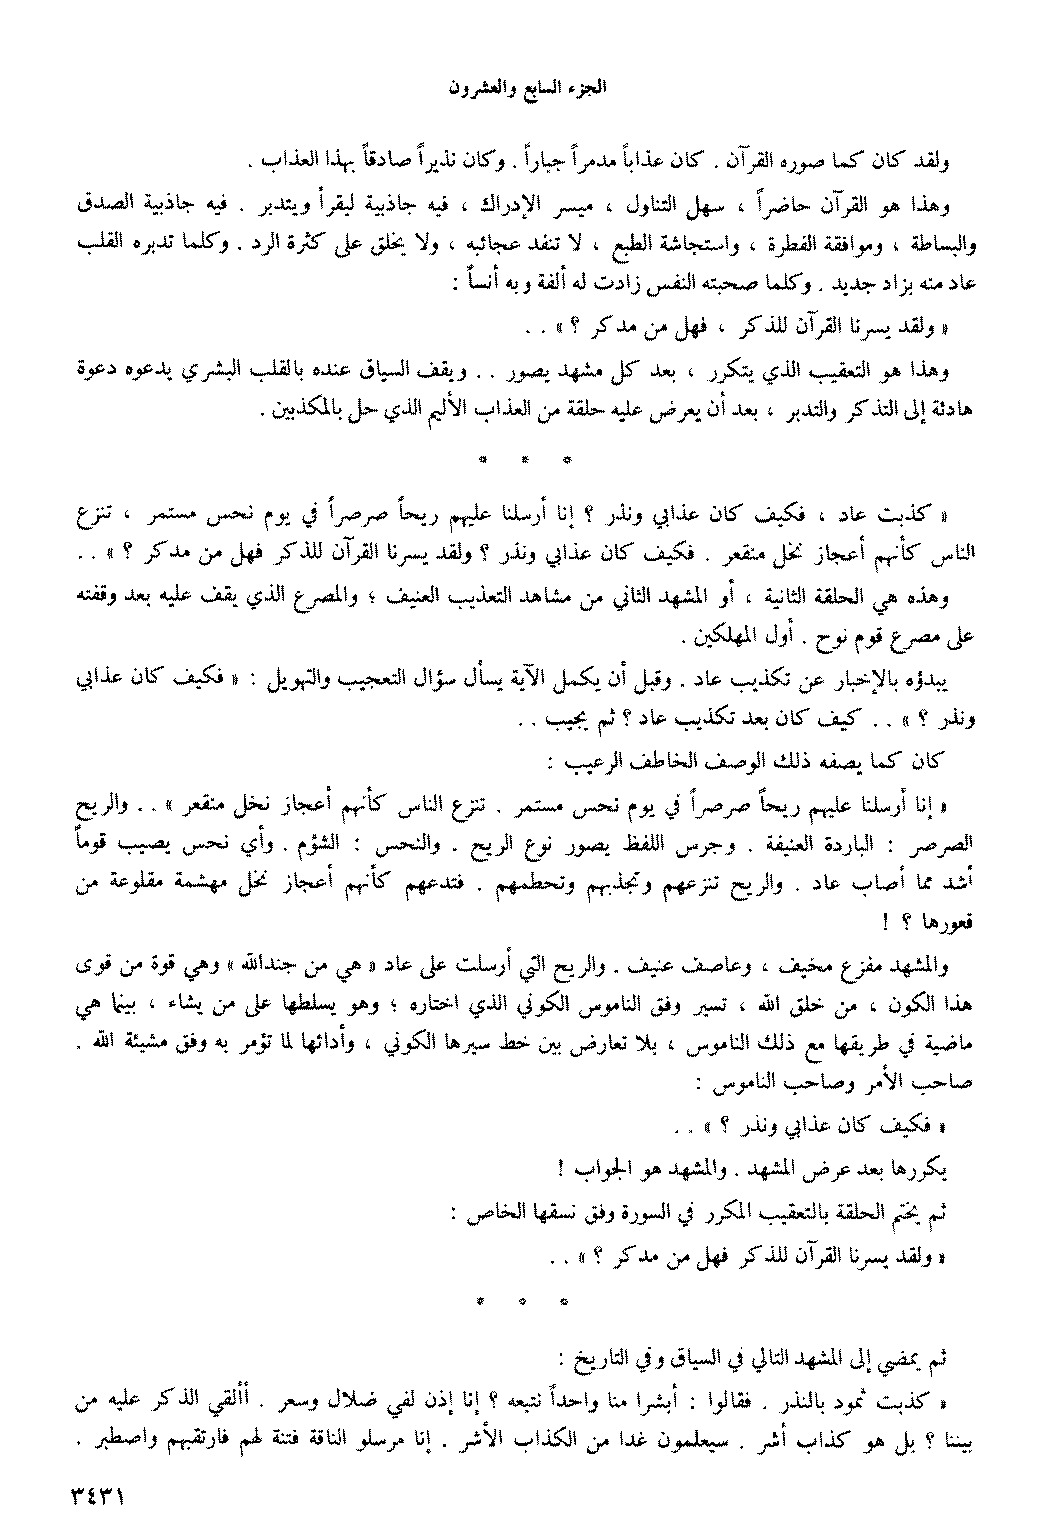 الجزء السابع والعشرون
ولقد كان كما صوره القرآن . كان عذاباً مدمراً جباراً . وكان نذيراً صادقاً بهذا العذاب .
وهذا هو القرآن حاضراً ، سهل التناول ، ميسر الإدراك ، فيه جاذبية ليقرأ ويتدبر . فيه جاذبية الصدق
والبساطة ، وموافقة الفطرة ، واستجاشة الطبع ، لا تنفد عجائبه ، ولا يخلق على كثرة الرد . وكلما تدبره القلب
عاد منه بزاد جديد . وكلما صحبته النفس زادت له ألفة وبه أنساً :
« ولقد يسرنا القرآن للذكر ، فهل من مدكر ؟ » . .
وهذا هو التعقيب الذي يتكرر ، بعد كل مشهد يصور . . ويقف السياق عنده بالقلب البشري يدعوه دعوة
هادئة إلى التذكر والتدبر ، بعد أن يعرض عليه حلقة من العذاب الأليم الذي حل بالمكذبين .
* * *
« كذبت عاد ، فكيف كان عذابي ونذر ؟ إنا أرسلنا عليهم ريحاً صرصراً في يوم نحس مستمر ، تنزع
الناس كأنهم أعجاز نخل منقعر . فكيف كان عذابي ونذر ؟ ولقد يسرنا القرآن للذكر فهل من مدكر ؟ » . .
وهذه هي الحلقة الثانية ، أو المشهد الثاني من مشاهد التعذيب العنيف ؛ والمصرع الذي يقف عليه بعد وقفته
على مصرع قوم نوح . أول المهلكين .
يبدؤه بالإخبار عن تكذيب عاد . وقبل أن يكمل الآية يسأل سؤال التعجيب والتهويل : « فكيف كان عذابي
ونذر ؟ » . . كيف كان بعد تكذيب عاد ؟ ثم يجيب . .
كان كما يصفه ذلك الوصف الخاطف الرعيب :
« إنا أرسلنا عليهم ريحاً صرصراً في يوم نحس مستمر . تنزع الناس كأنهم أعجاز نخل منقعر » . . والريح
الصرصر : الباردة العنيفة . وجرس اللفظ يصور نوع الريح . والنحس : الشؤم . وأي نحس يصيب قوماً
أشد مما أصاب عاد . والريح تنزعهم وتجذبهم وتحطمهم . فتدعهم كأنهم أعجاز نخل مهشمة مقلوعة من
قعورها ؟ !
والمشهد مفزع مخيف ، وعاصف عنيف . والريح التي أرسلت على عاد « هي من جندالله » وهي قوة من قوى
هذا الكون ، من خلق الله ، تسير وفق الناموس الكوني الذي اختاره ؛ وهو يسلطها على من يشاء ، بينما هي
ماضية في طريقها مع ذلك الناموس ، بلا تعارض بين خط سيرها الكوني ، وأدائها لما تؤمر به وفق مشيئة الله .
صاحب الأمر وصاحب الناموس :
« فكيف كان عذابي ونذر ؟ » . .
يكررها بعد عرض المشهد . والمشهد هو الجواب !
ثم يختم الحلقة بالتعقيب المكرر في السورة وفق نسقها الخاص :
« ولقد يسرنا القرآن للذكر فهل من مدكر ؟ » . .
* * *
ثم يمضي إلى المشهد التالي في السياق وفي التاريخ :
« كذبت ثمود بالنذر . فقالوا : أبشرا منا واحداً نتبعه ؟ إنا إذن لفي ضلال وسعر . أألقي الذكر عليه من
بيننا ؟ بل هو كذاب أشر . سيعلمون غدا من الكذاب الأشر . إنا مرسلو الناقة فتنة لهم فارتقبهم واصطبر .
٣٤٣١